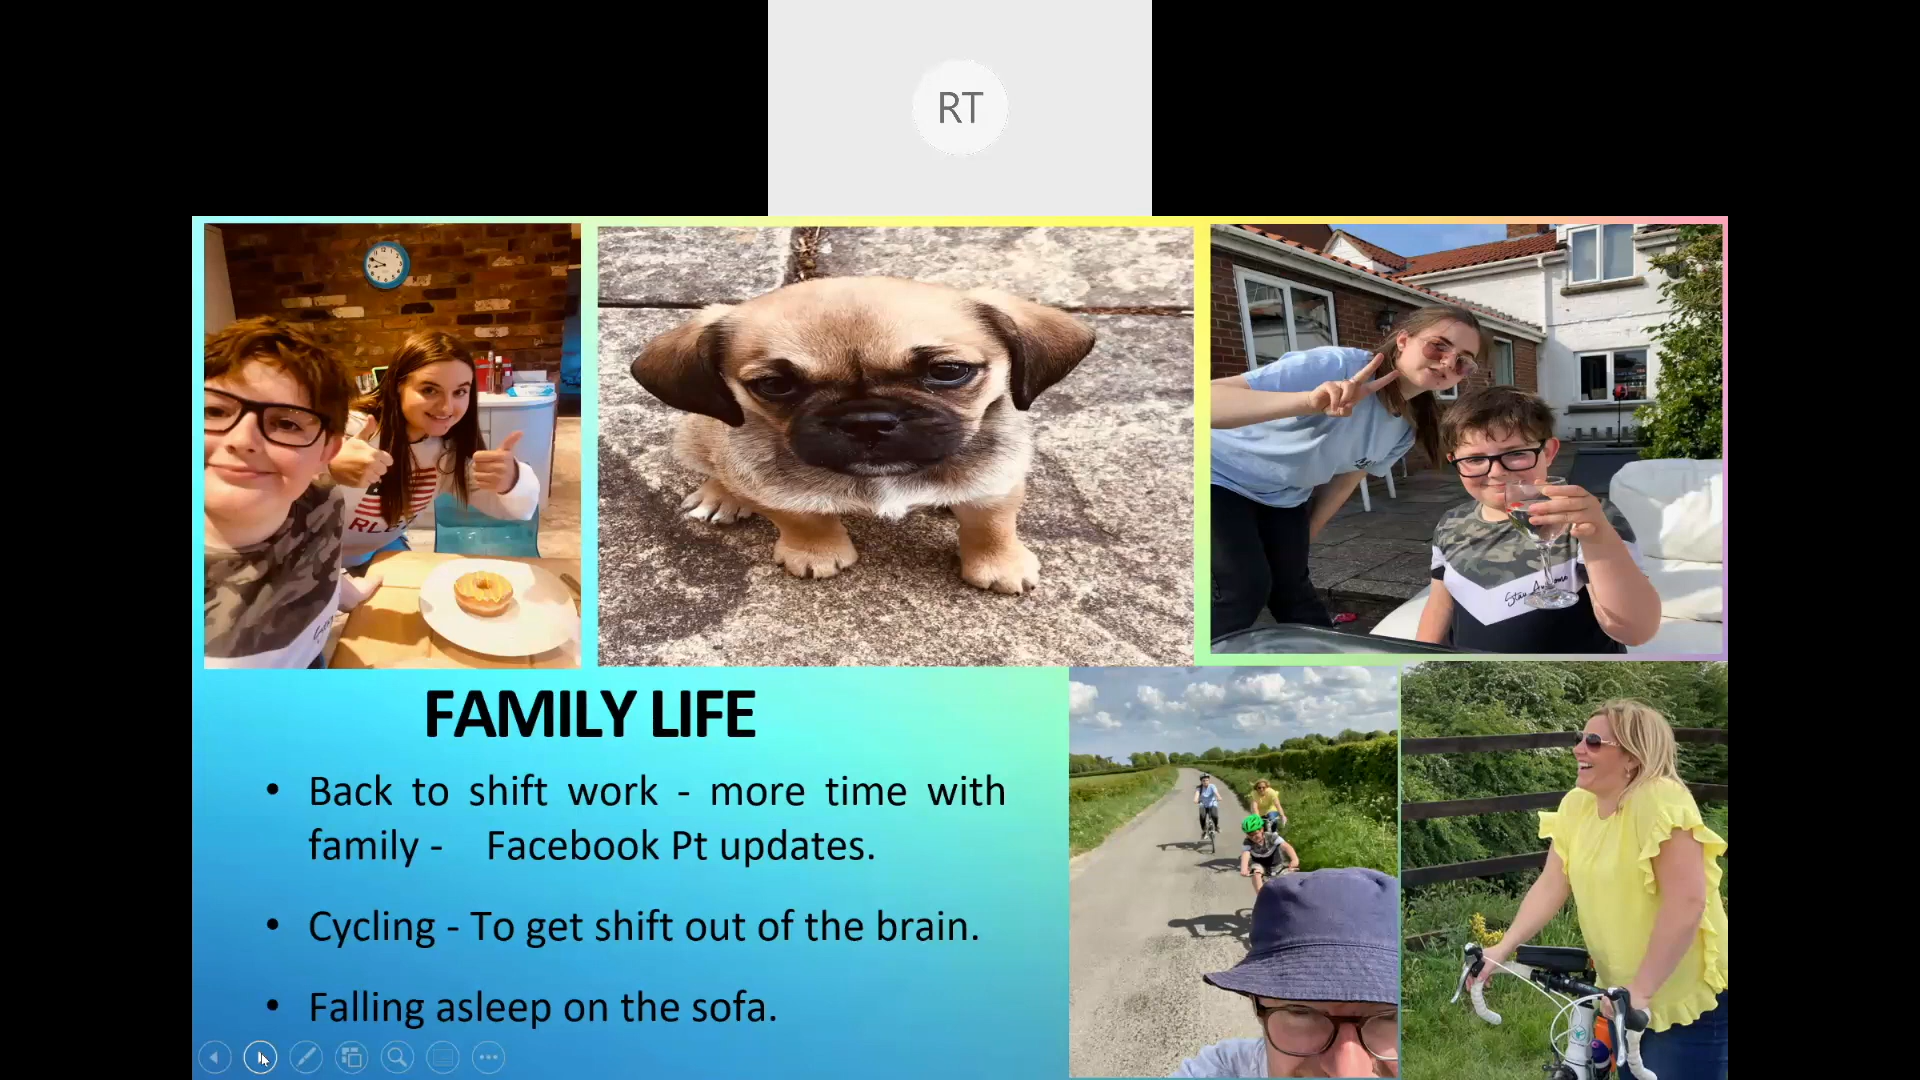 RT
FAMILY LIFE
• Back to shift work - more time with
family - Facebook Pt updates.
• Cycling - To get shift out of the brain.
• Falling asleep on the sofa.